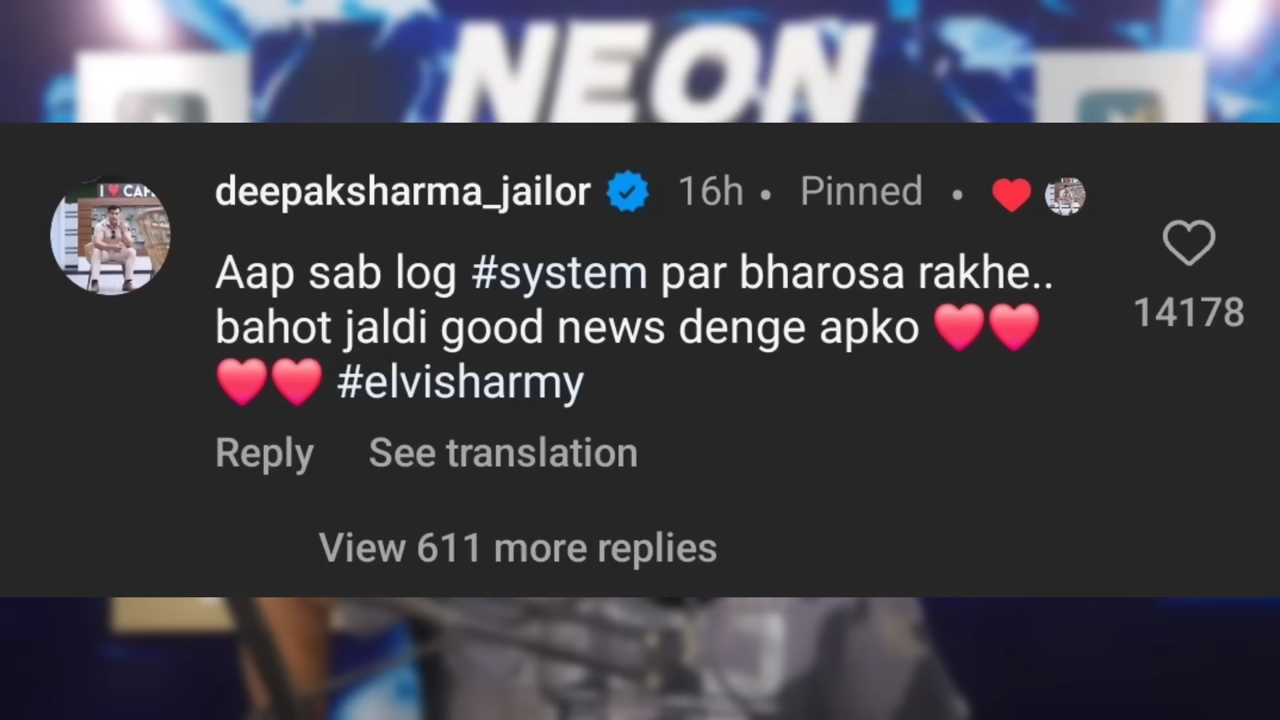 NEON
I ❤ CAF
deepaksharma_jailor 16h • Pinned • ❤
Aap sab log #system par bharosa rakhe..
bahot jaldi good news denge apko ❤️❤️
❤️❤️ #elvisharmy
14178
Reply See translation
View 611 more replies